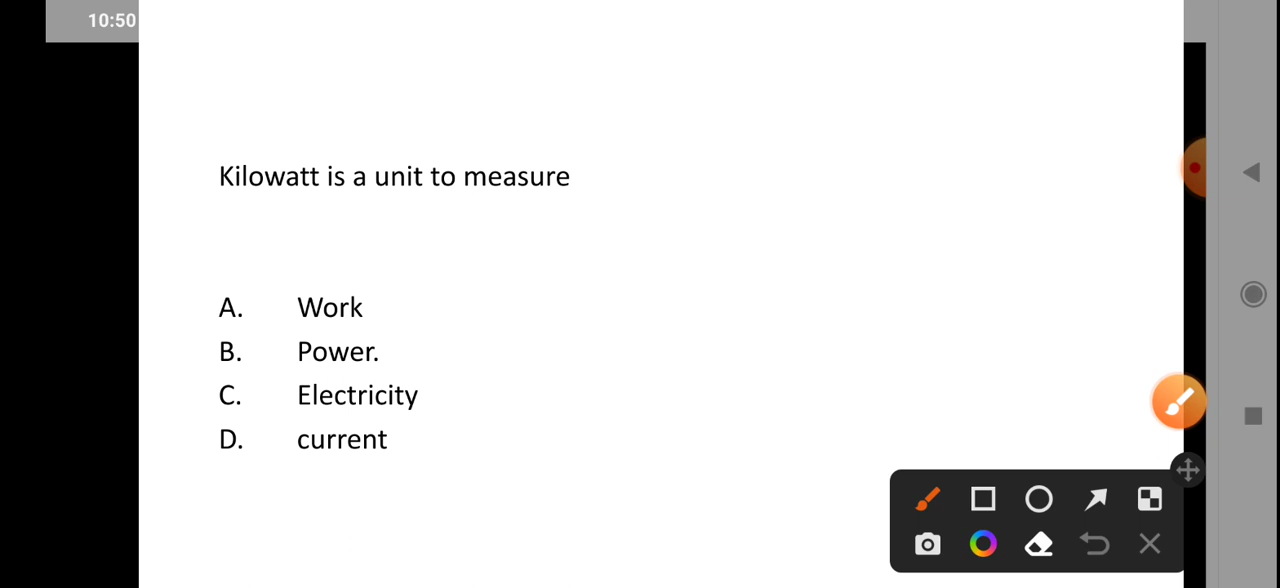 10:50
Kilowatt is a unit to measure
A. Work
B. Power.
C. Electricity
D. current